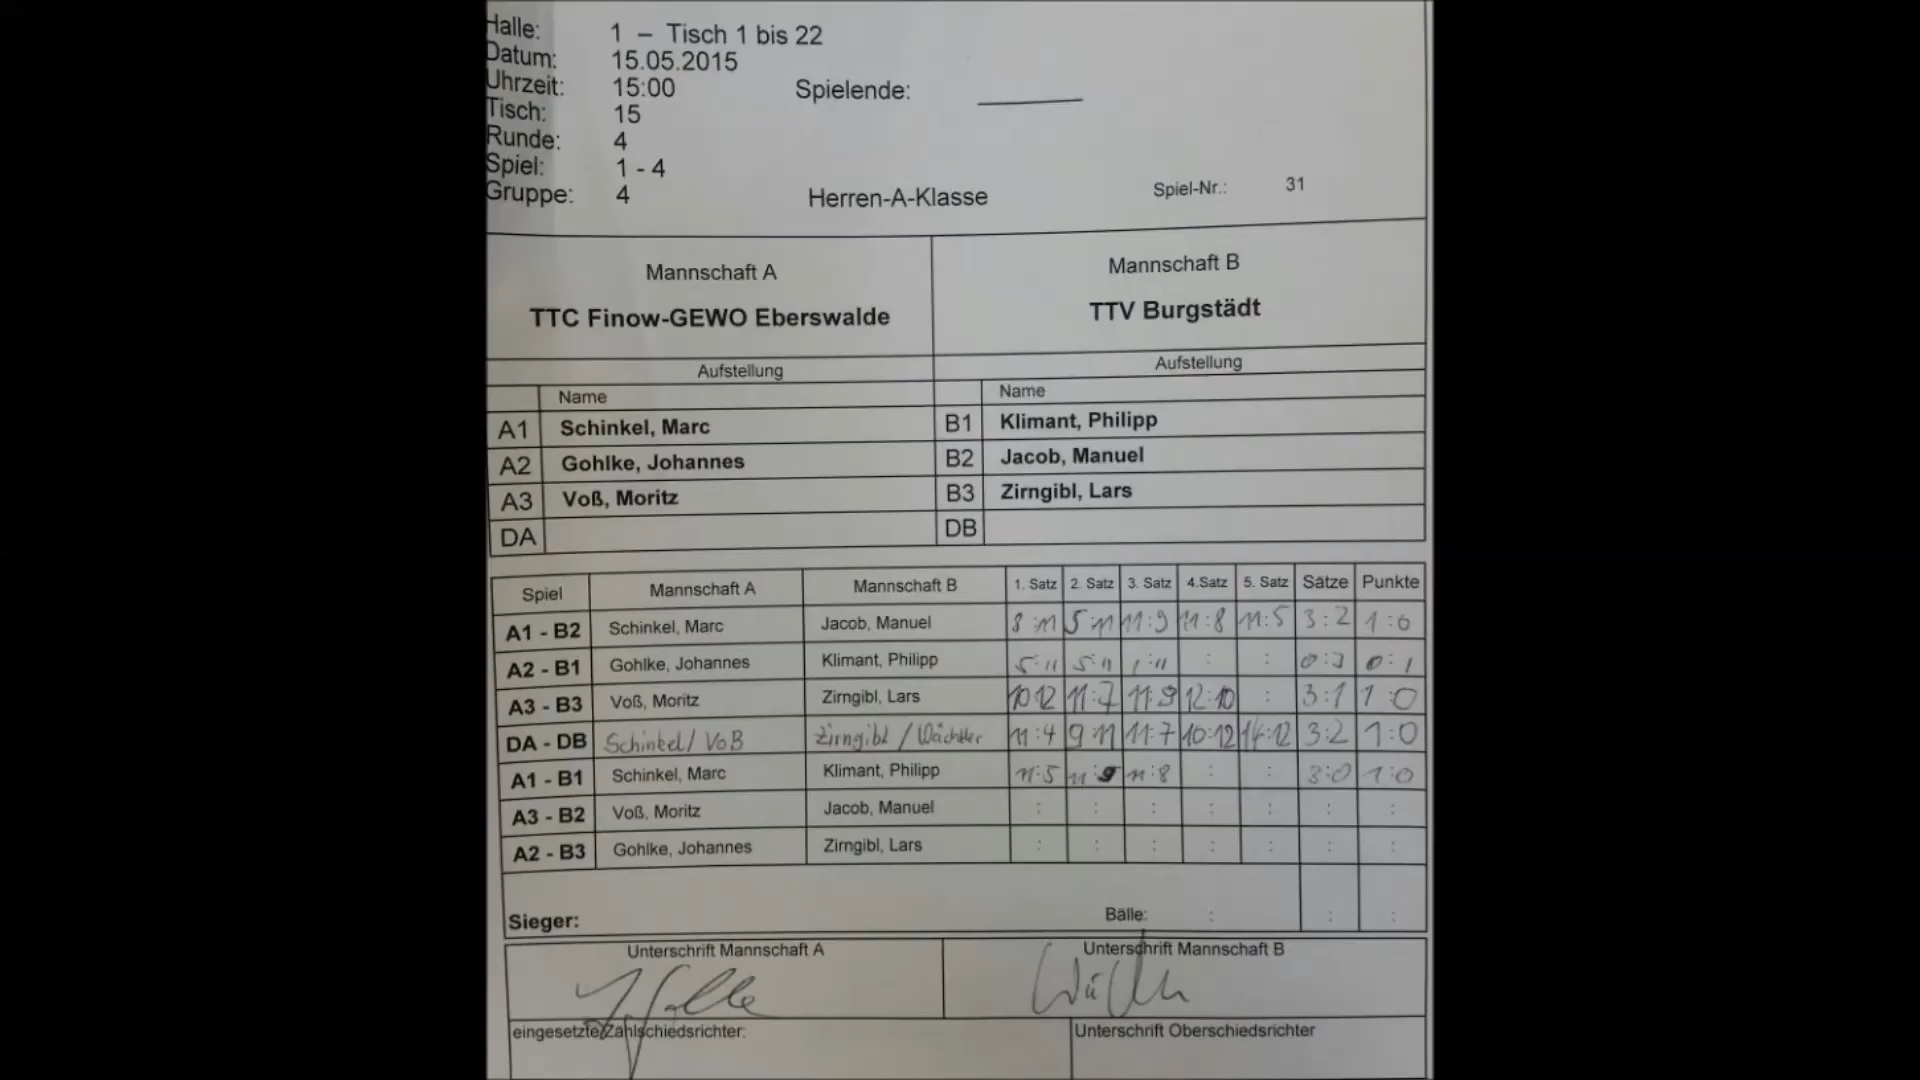 Halle: 1 – Tisch 1 bis 22
Datum: 15.05.2015
Uhrzeit: 15:00 Spielende:
Tisch: 15
Runde: 4
Spiel: 1 - 4
Gruppe: 4 Herren-A-Klasse Spiel-Nr.: 31
Mannschaft A Mannschaft B
TTC Finow-GEWO Eberswalde TTV Burgstädt
Aufstellung Aufstellung
Name Name
A1 Schinkel, Marc B1 Klimant, Philipp
A2 Gohlke, Johannes B2 Jacob, Manuel
A3 Voß, Moritz B3 Zirngibl, Lars
DA DB
Spiel Mannschaft A Mannschaft B 1. Satz 2. Satz 3. Satz 4.Satz 5. Satz Sätze Punkte
A1 - B2 Schinkel, Marc Jacob, Manuel 8:11 5:11 11:9 11:8 11:5 3:2 1:0
A2 - B1 Gohlke, Johannes Klimant, Philipp 5:11 5:11 1:11 : : 0:3 0:1
A3 - B3 Voß, Moritz Zirngibl, Lars 10:12 11:7 11:9 12:10 : 3:1 1:0
DA - DB Schinkel/Voß Zirngibl/Wächtler 11:4 9:11 11:7 10:12 14:12 3:2 1:0
A1 - B1 Schinkel, Marc Klimant, Philipp 11:5 11:9 11:8 : : 3:0 1:0
A3 - B2 Voß, Moritz Jacob, Manuel : : : : : : :
A2 - B3 Gohlke, Johannes Zirngibl, Lars : : : : : : :
Sieger: Bälle: : : :
Unterschrift Mannschaft A Unterschrift Mannschaft B
eingesetzte Zählschiedsrichter: Unterschrift Oberschiedsrichter